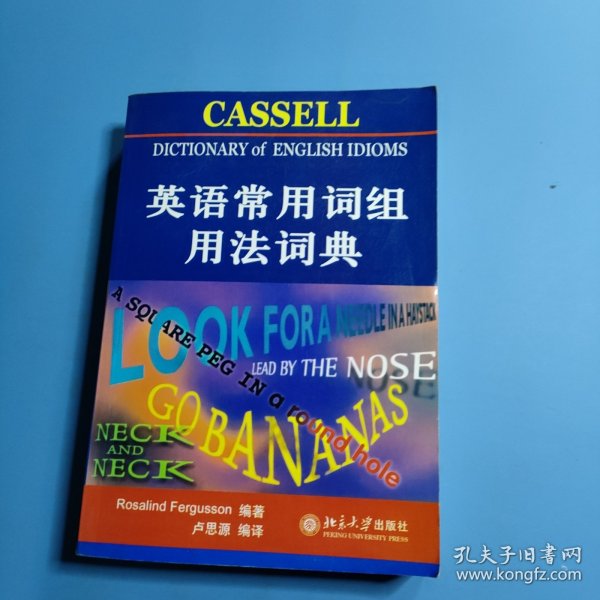 CASSELL
DICTIONARY of ENGLISH IDIOMS
英语常用词组
用法词典
A SQUARE PEG IN a round hole
LOOK FOR A NEEDLE IN A HAYSTACK
LEAD BY THE NOSE
NOSE
GO BANANAS
NECK
AND
NECK
Rosalind Fergusson 编著
卢思源 编译
北京大学出版社
PEKING UNIVERSITY PRESS
孔夫子旧书网
www.kongfz.com